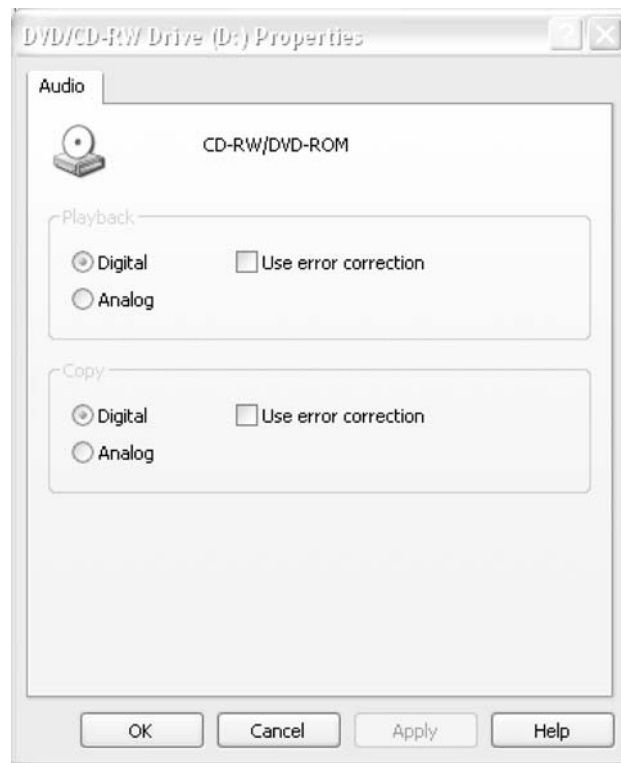 DVD/CD-RW Drive (D:) Properties
Audio
CD-RW/DVD-ROM
Playback
Digital Use error correction
Analog
Copy
Digital Use error correction
Analog
OK Cancel Apply Help